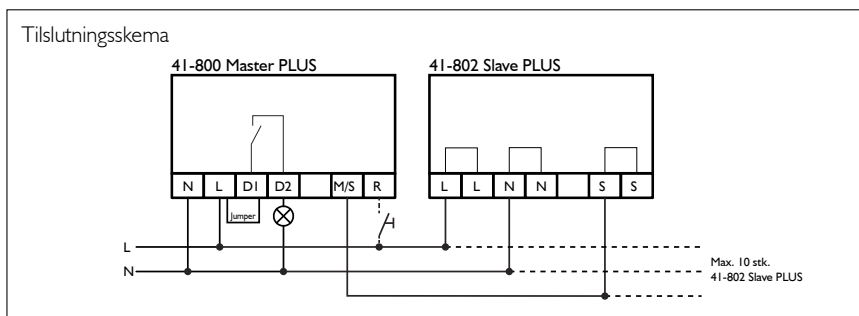 Tilslutningsskema
41-800 Master PLUS
41-802 Slave PLUS
N L D1 D2 M/S R
L L N N S S
Jumper
L
N
Max. 10 stk.
41-802 Slave PLUS